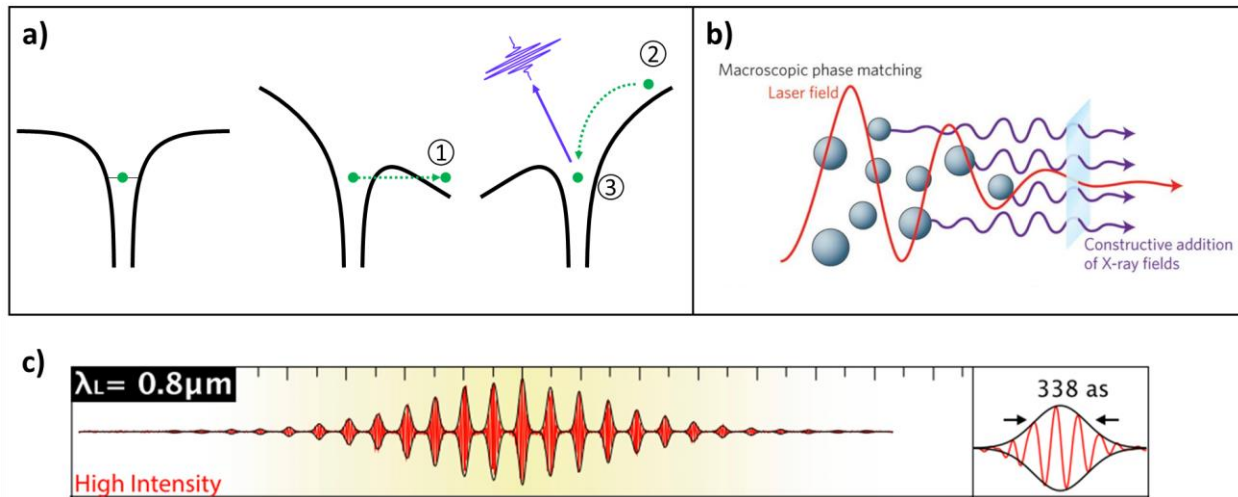 a)
①
②
③
b)
Macroscopic phase matching
Laser field
Constructive addition
of X-ray fields
c)
λL= 0.8μm
High Intensity
338 as